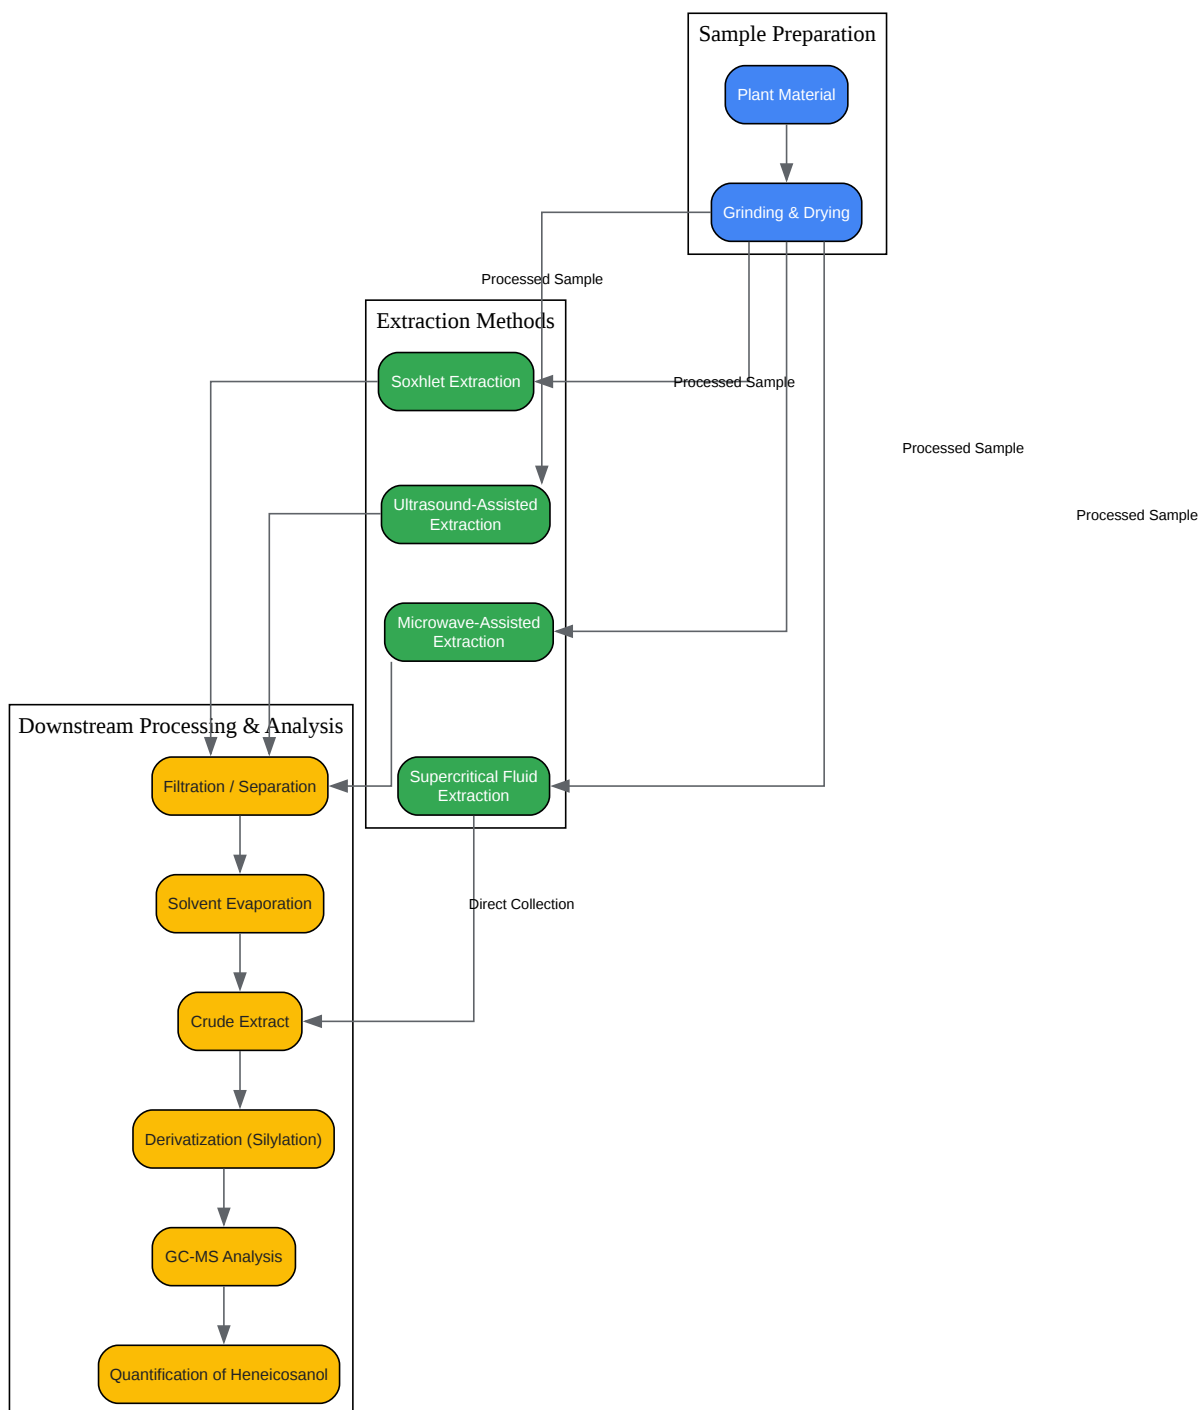 Sample Preparation
Plant Material
Grinding & Drying
Processed Sample
Extraction Methods
Soxhlet Extraction
Processed Sample
Processed Sample
Ultrasound-Assisted
Extraction
Processed Sample
Microwave-Assisted
Extraction
Downstream Processing & Analysis
Filtration / Separation
Supercritical Fluid
Extraction
Solvent Evaporation
Direct Collection
Crude Extract
Derivatization (Silylation)
GC-MS Analysis
Quantification of Heneicosanol